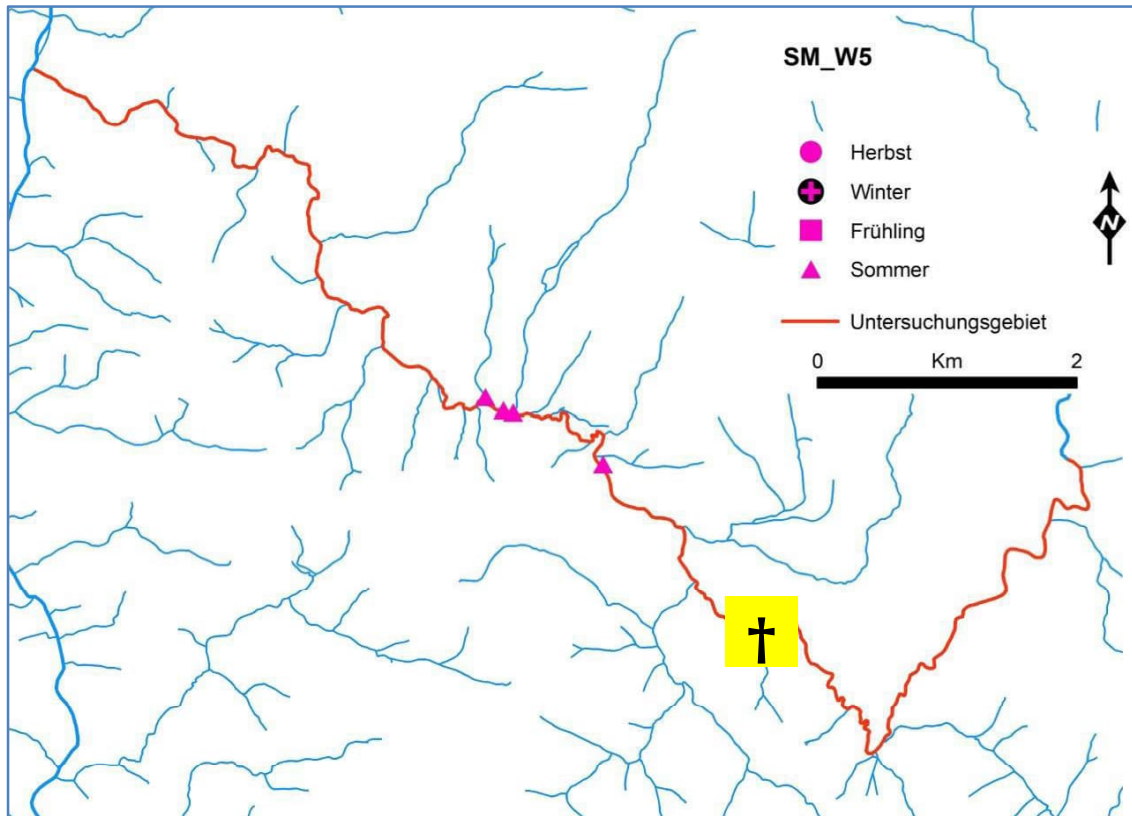 SM_W5
Herbst
Winter
Frühling
Sommer
Untersuchungsgebiet
0 Km 2
N
†